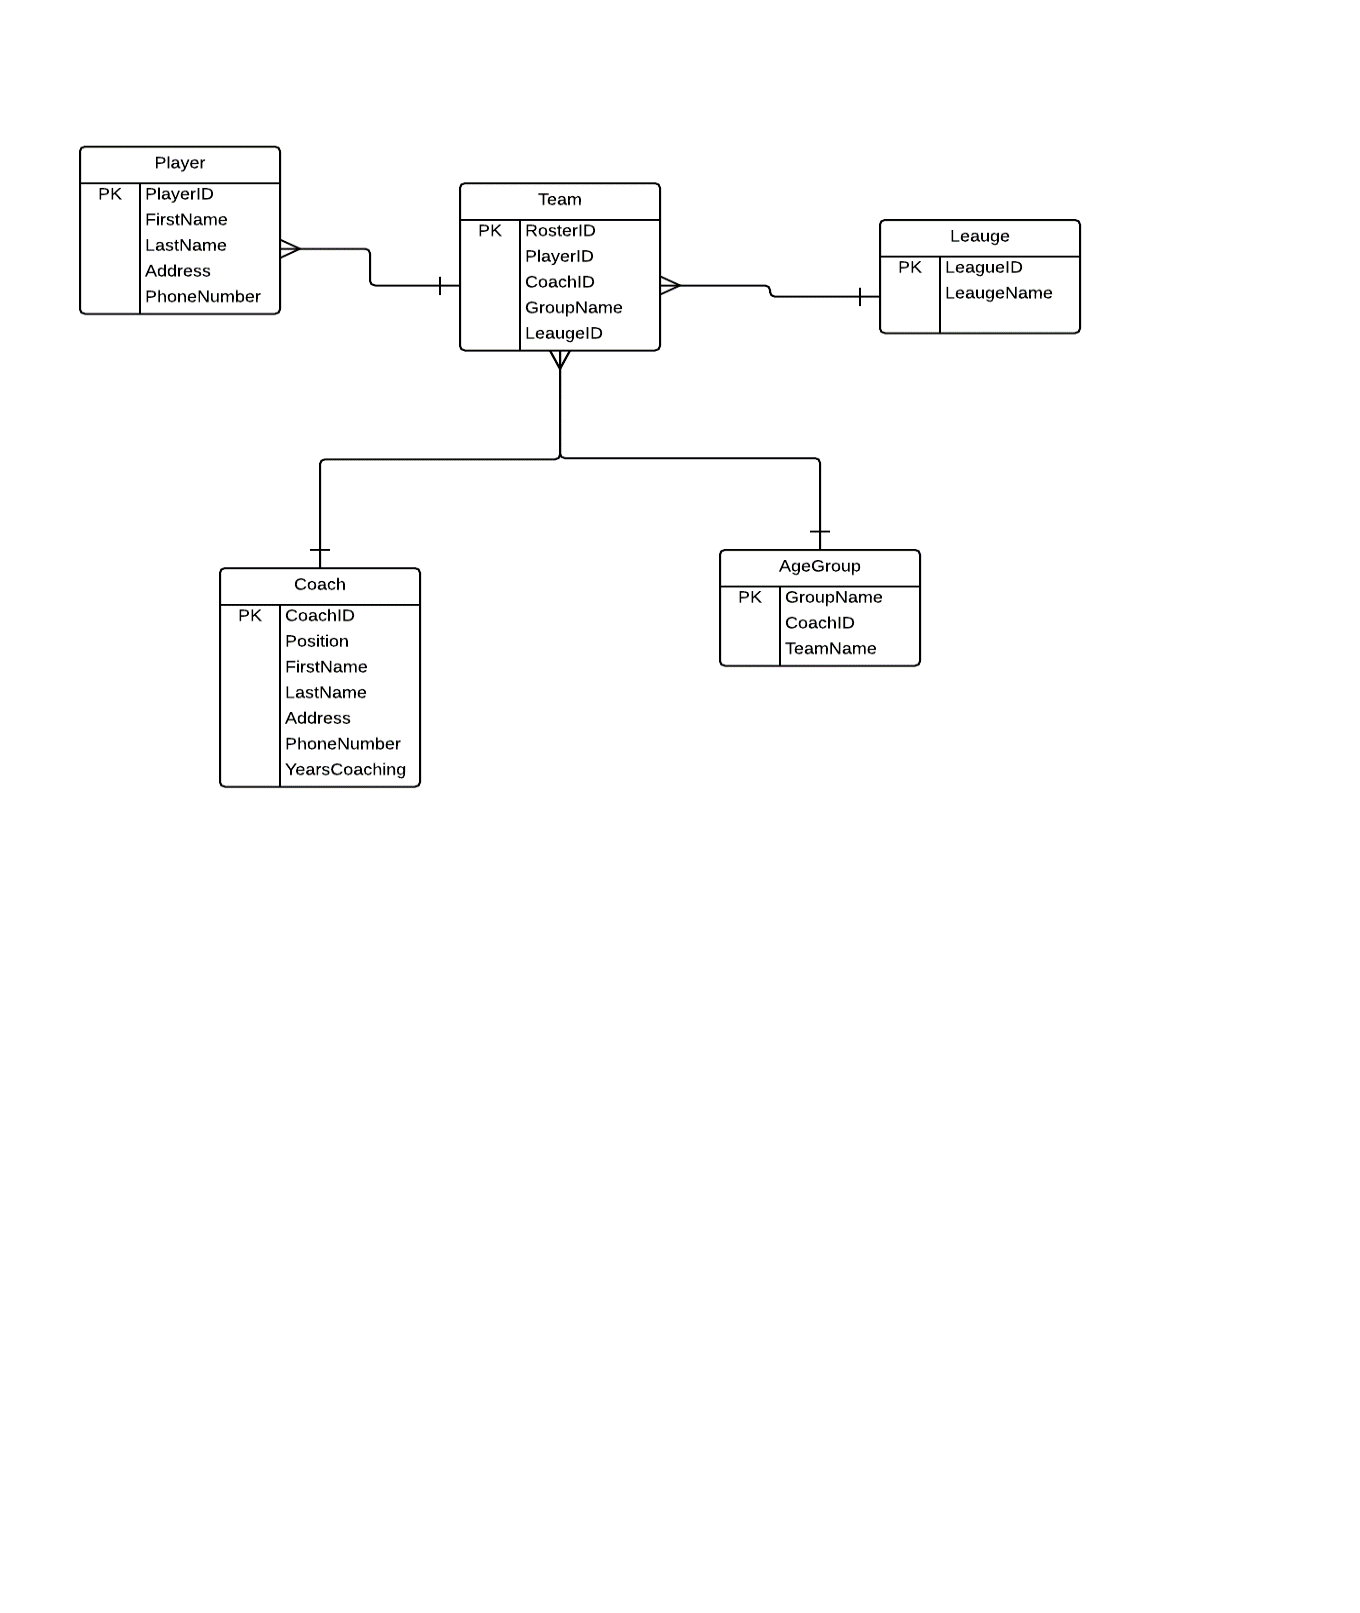 Player
PK PlayerID
FirstName
LastName
Address
PhoneNumber
Team
PK RosterID
PlayerID
CoachID
GroupName
LeaugeID
Leauge
PK LeagueID
LeaugeName
Coach
PK CoachID
Position
FirstName
LastName
Address
PhoneNumber
YearsCoaching
AgeGroup
PK GroupName
CoachID
TeamName